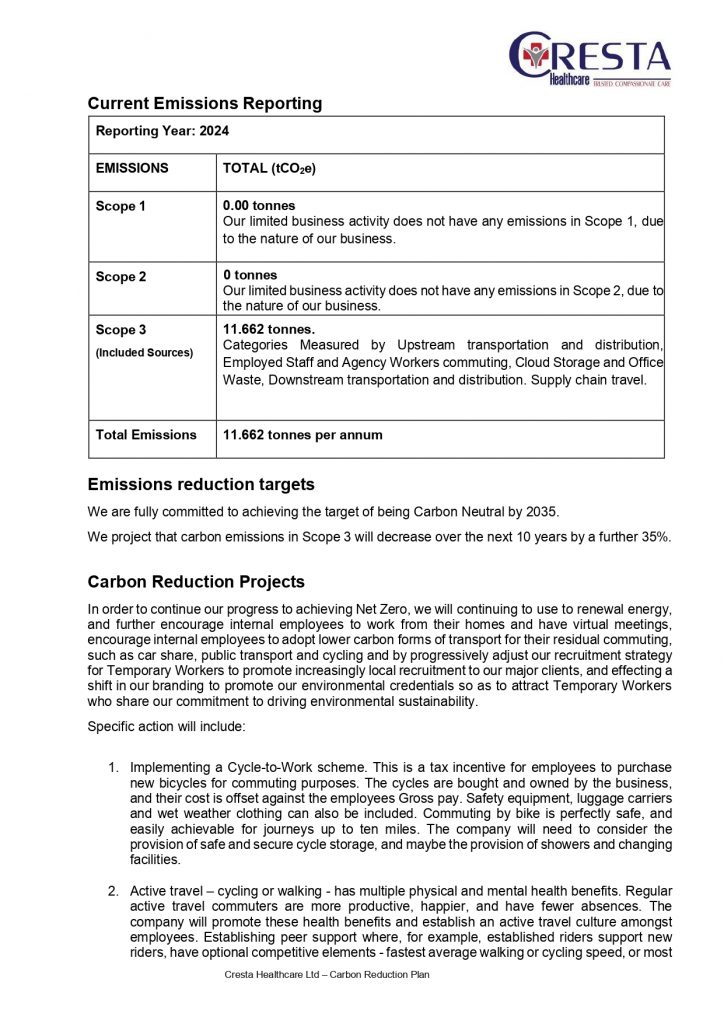 CRESTA
Healthcare TRUSTED, COMPASSIONATE CARE
Current Emissions Reporting
Reporting Year: 2024
EMISSIONS TOTAL (tCO₂e)
Scope 1 0.00 tonnes
Our limited business activity does not have any emissions in Scope 1, due
to the nature of our business.
Scope 2 0 tonnes
Our limited business activity does not have any emissions in Scope 2, due to
the nature of our business.
Scope 3 11.662 tonnes.
(Included Sources) Categories Measured by Upstream transportation and distribution,
Employed Staff and Agency Workers commuting, Cloud Storage and Office
Waste, Downstream transportation and distribution. Supply chain travel.
Total Emissions 11.662 tonnes per annum
Emissions reduction targets
We are fully committed to achieving the target of being Carbon Neutral by 2035.
We project that carbon emissions in Scope 3 will decrease over the next 10 years by a further 35%.
Carbon Reduction Projects
In order to continue our progress to achieving Net Zero, we will continuing to use to renewal energy,
and further encourage internal employees to work from their homes and have virtual meetings,
encourage internal employees to adopt lower carbon forms of transport for their residual commuting,
such as car share, public transport and cycling and by progressively adjust our recruitment strategy
for Temporary Workers to promote increasingly local recruitment to our major clients, and effecting a
shift in our branding to promote our environmental credentials so as to attract Temporary Workers
who share our commitment to driving environmental sustainability.
Specific action will include:
1. Implementing a Cycle-to-Work scheme. This is a tax incentive for employees to purchase
new bicycles for commuting purposes. The cycles are bought and owned by the business,
and their cost is offset against the employees Gross pay. Safety equipment, luggage carriers
and wet weather clothing can also be included. Commuting by bike is perfectly safe, and
easily achievable for journeys up to ten miles. The company will need to consider the
provision of safe and secure cycle storage, and maybe the provision of showers and changing
facilities.
2. Active travel – cycling or walking - has multiple physical and mental health benefits. Regular
active travel commuters are more productive, happier, and have fewer absences. The
company will promote these health benefits and establish an active travel culture amongst
employees. Establishing peer support where, for example, established riders support new
riders, have optional competitive elements - fastest average walking or cycling speed, or most
Cresta Healthcare Ltd – Carbon Reduction Plan